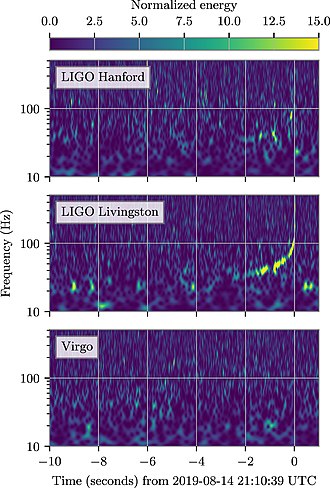 Normalized energy
0.0 2.5 5.0 7.5 10.0 12.5 15.0
LIGO Hanford
100
10
LIGO Livingston
100
10
Frequency (Hz)
Virgo
100
10
−10 −8 −6 −4 −2 0
Time (seconds) from 2019-08-14 21:10:39 UTC